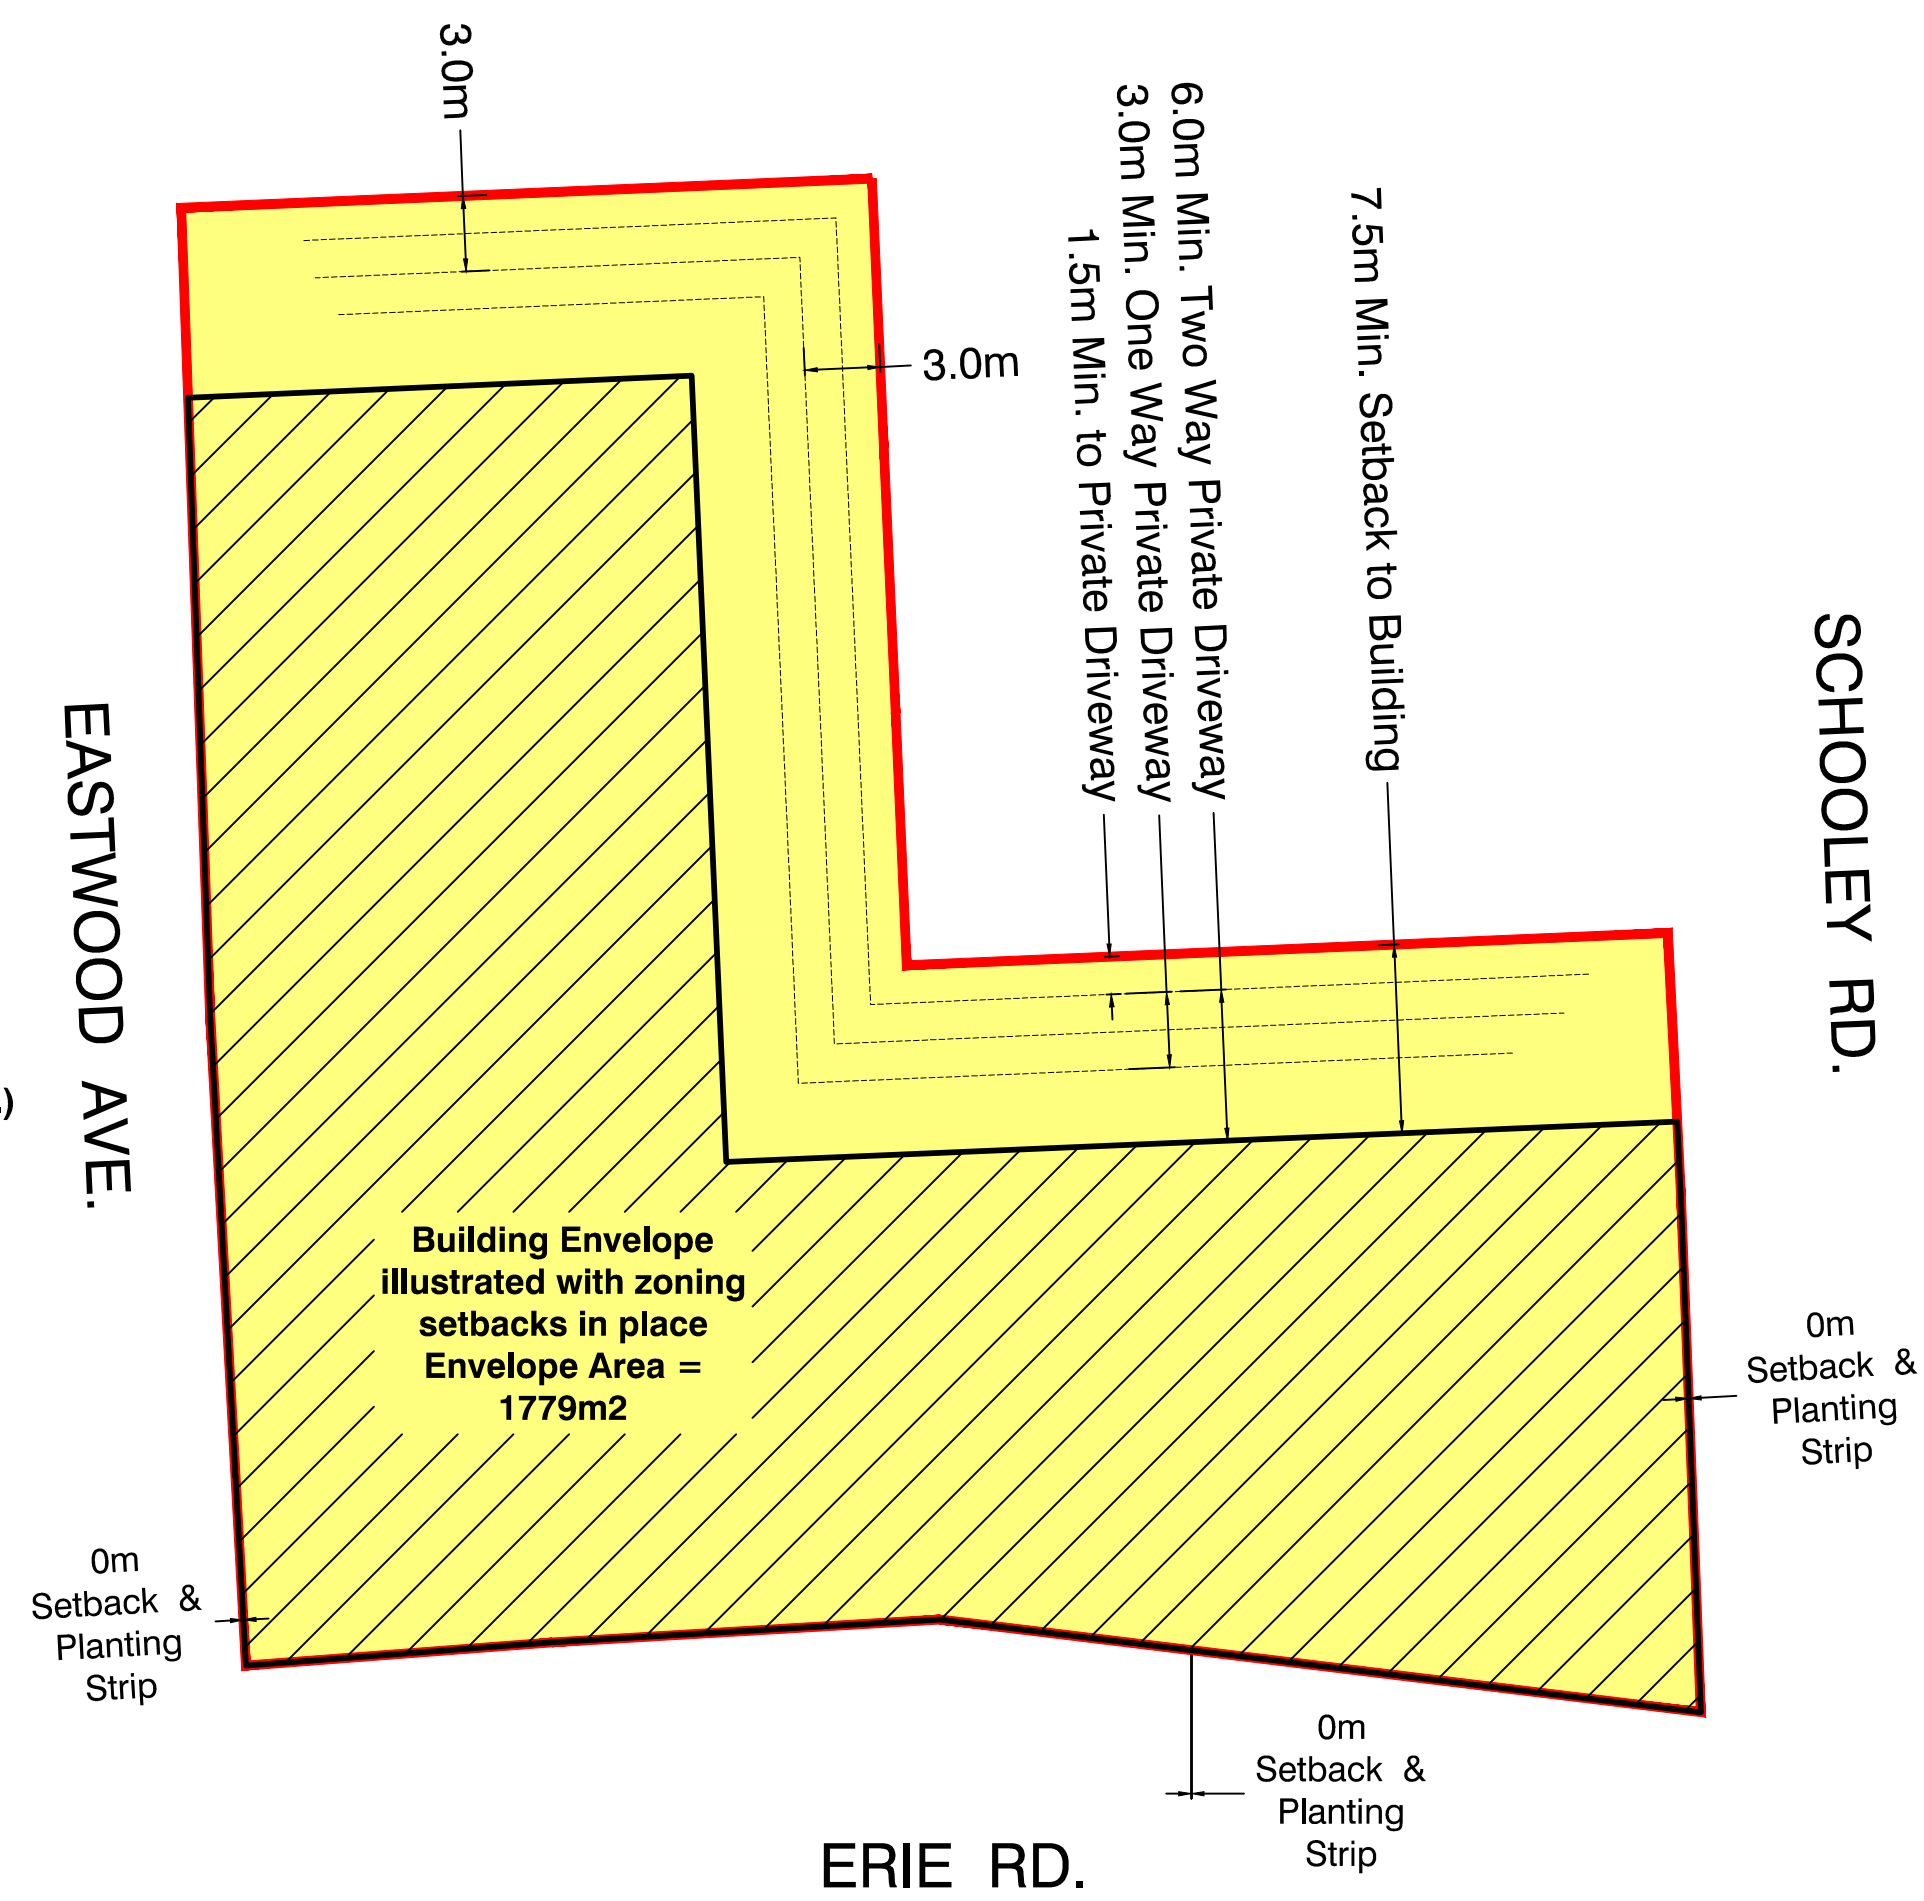 3.0m
6.0m Min. Two Way Private Driveway
3.0m Min. One Way Private Driveway
1.5m Min. to Private Driveway
7.5m Min. Setback to Building
3.0m
SCHOOLEY RD.
EASTWOOD AVE.
)
Building Envelope
illustrated with zoning
setbacks in place
Envelope Area =
1779m2
0m
Setback &
Planting
Strip
0m
Setback &
Planting
Strip
0m
Setback &
Planting
Strip
ERIE RD.